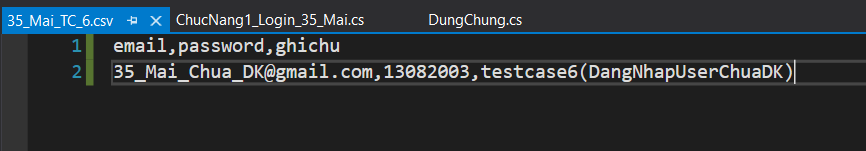 35_Mai_TC_6.csv ChucNang1_Login_35_Mai.cs DungChung.cs
1 email,password,ghichu
2 35_Mai_Chua_DK@gmail.com,13082003,testcase6(DangNhapUserChuaDK)